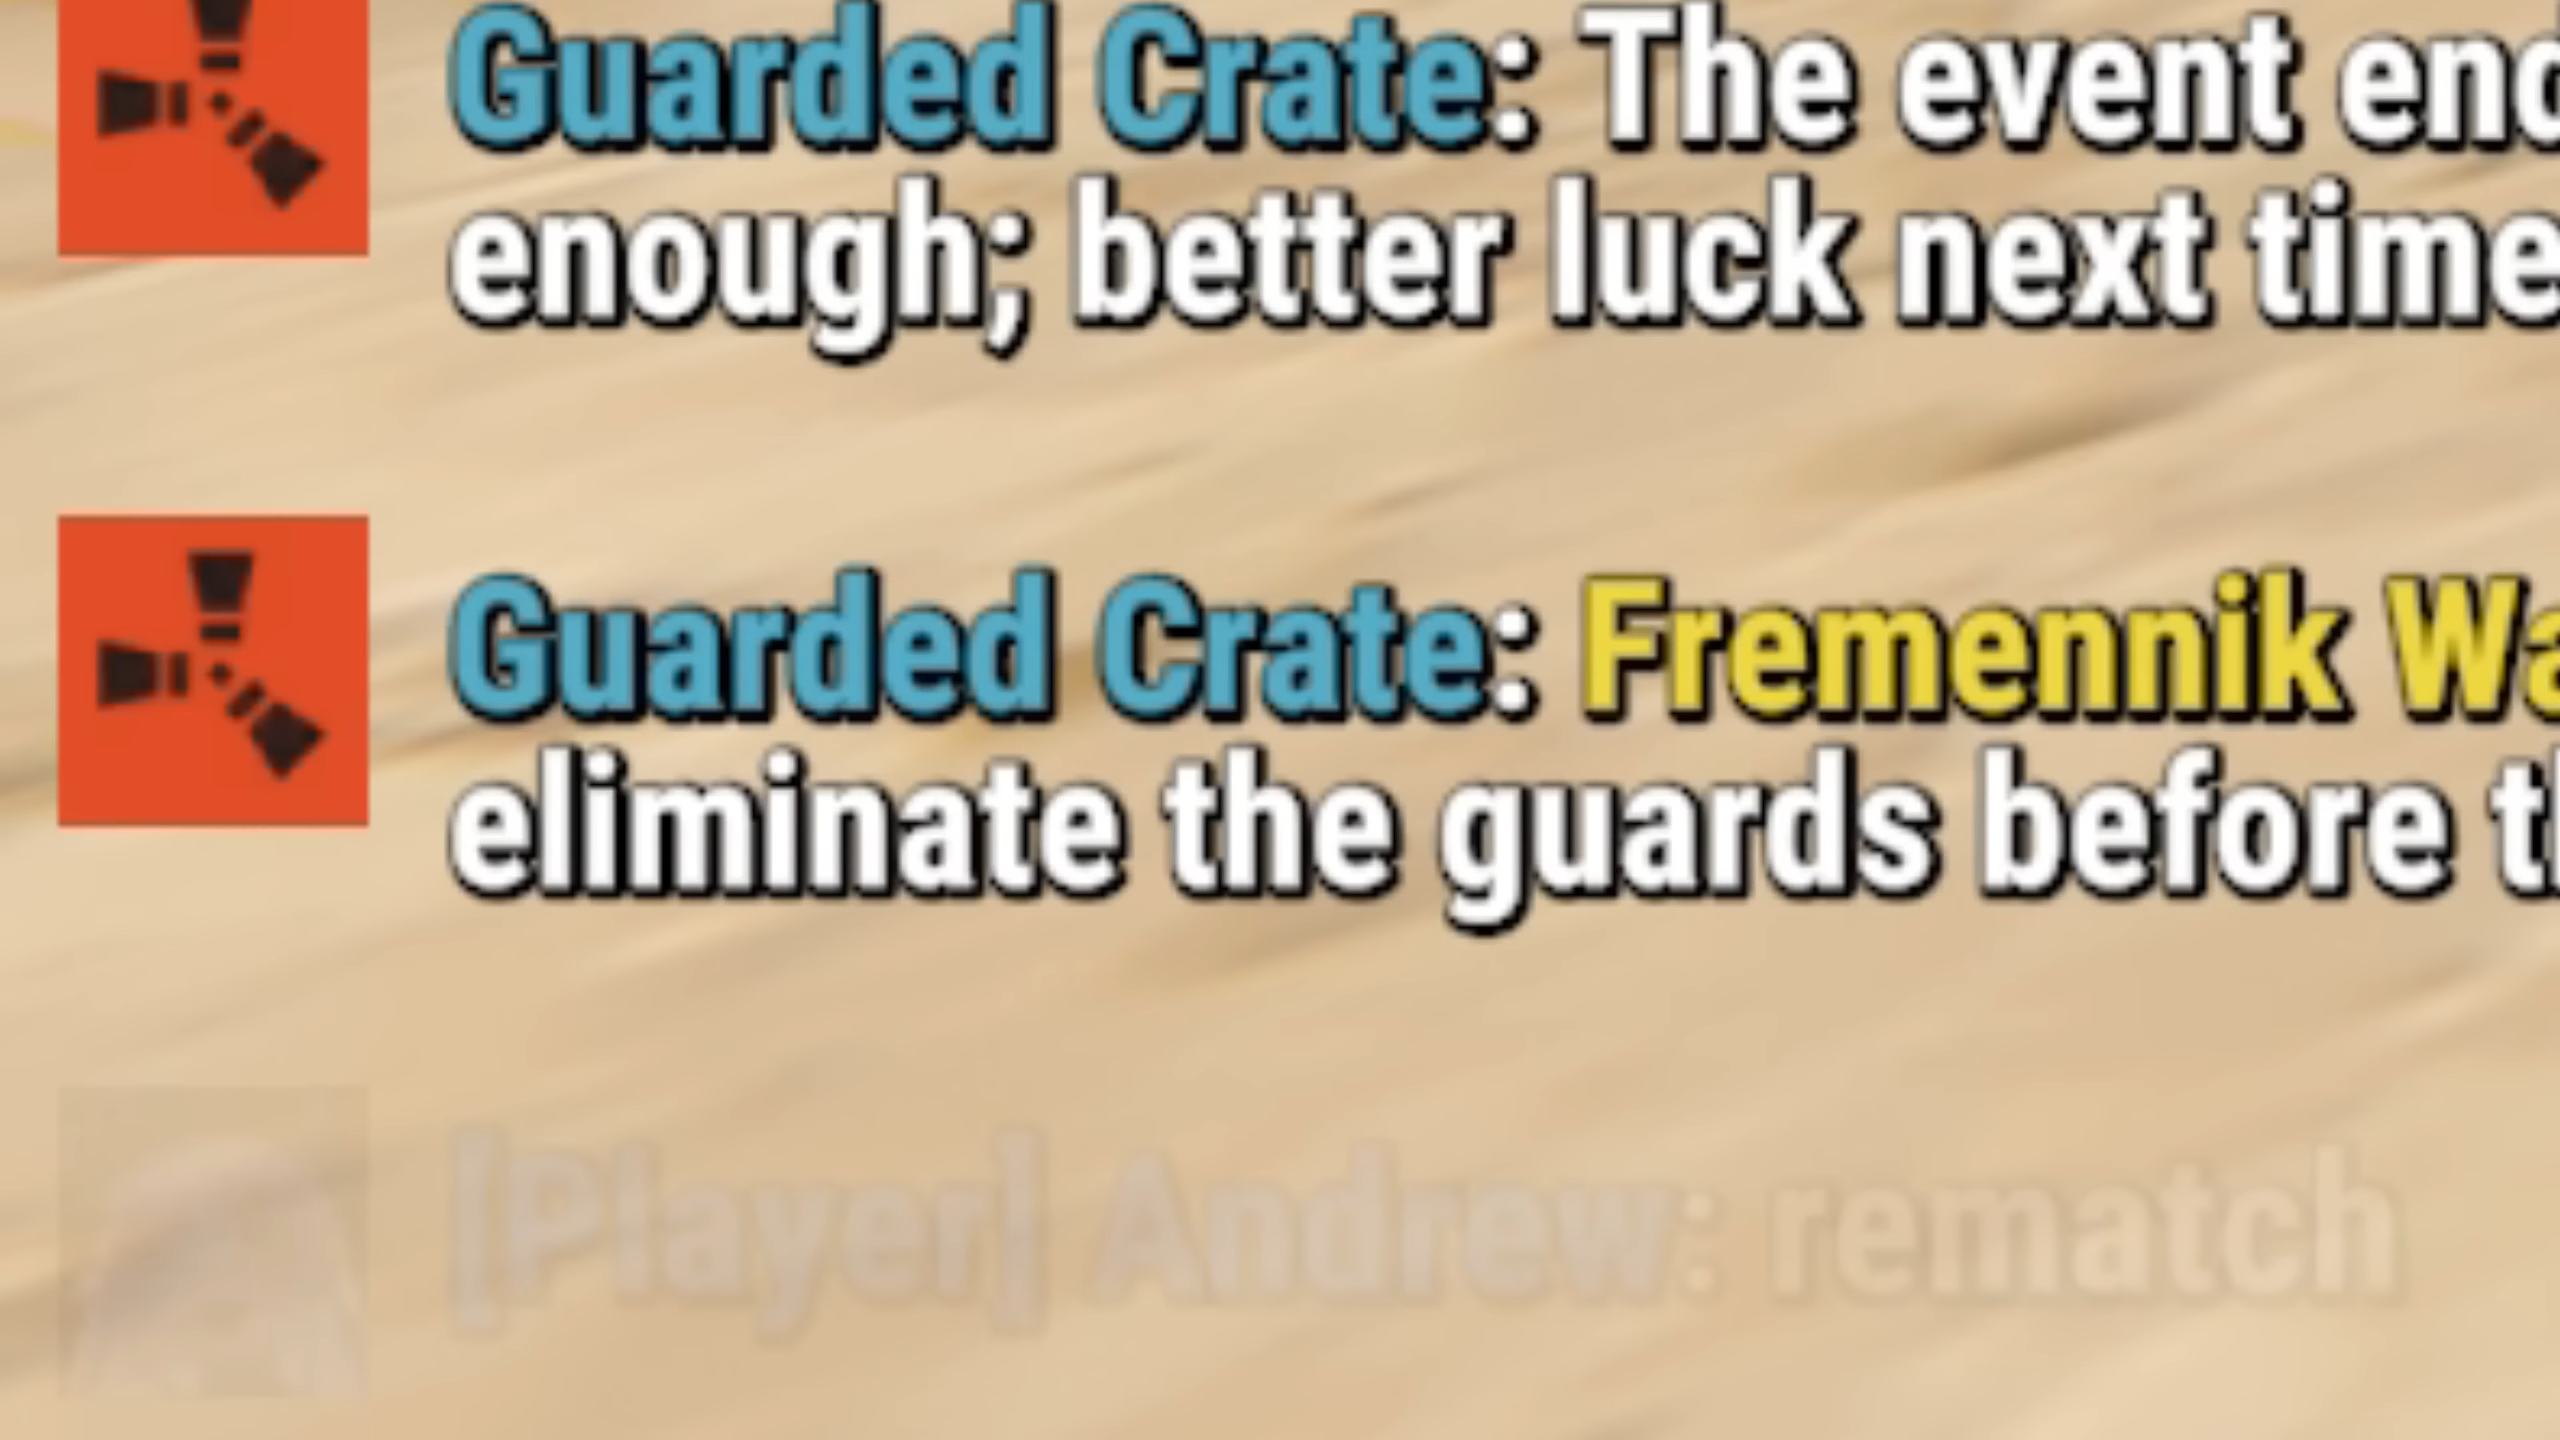 Guarded Crate: The event end
enough; better luck next time
Guarded Crate: Fremennik Wa
eliminate the guards before th
[Player] Andrew: rematch